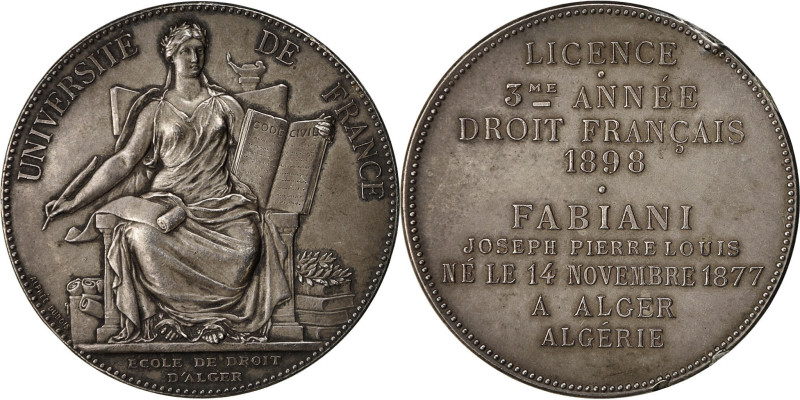 UNIVERSITE DE FRANCE
CODE CIVIL
ECOLE DE DROIT
D'ALGER
LICENCE
3ME ANNÉE
DROIT FRANÇAIS
1898
FABIANI
JOSEPH PIERRE LOUIS
NÉ LE 14 NOVEMBRE 1877
A ALGER
ALGÉRIE